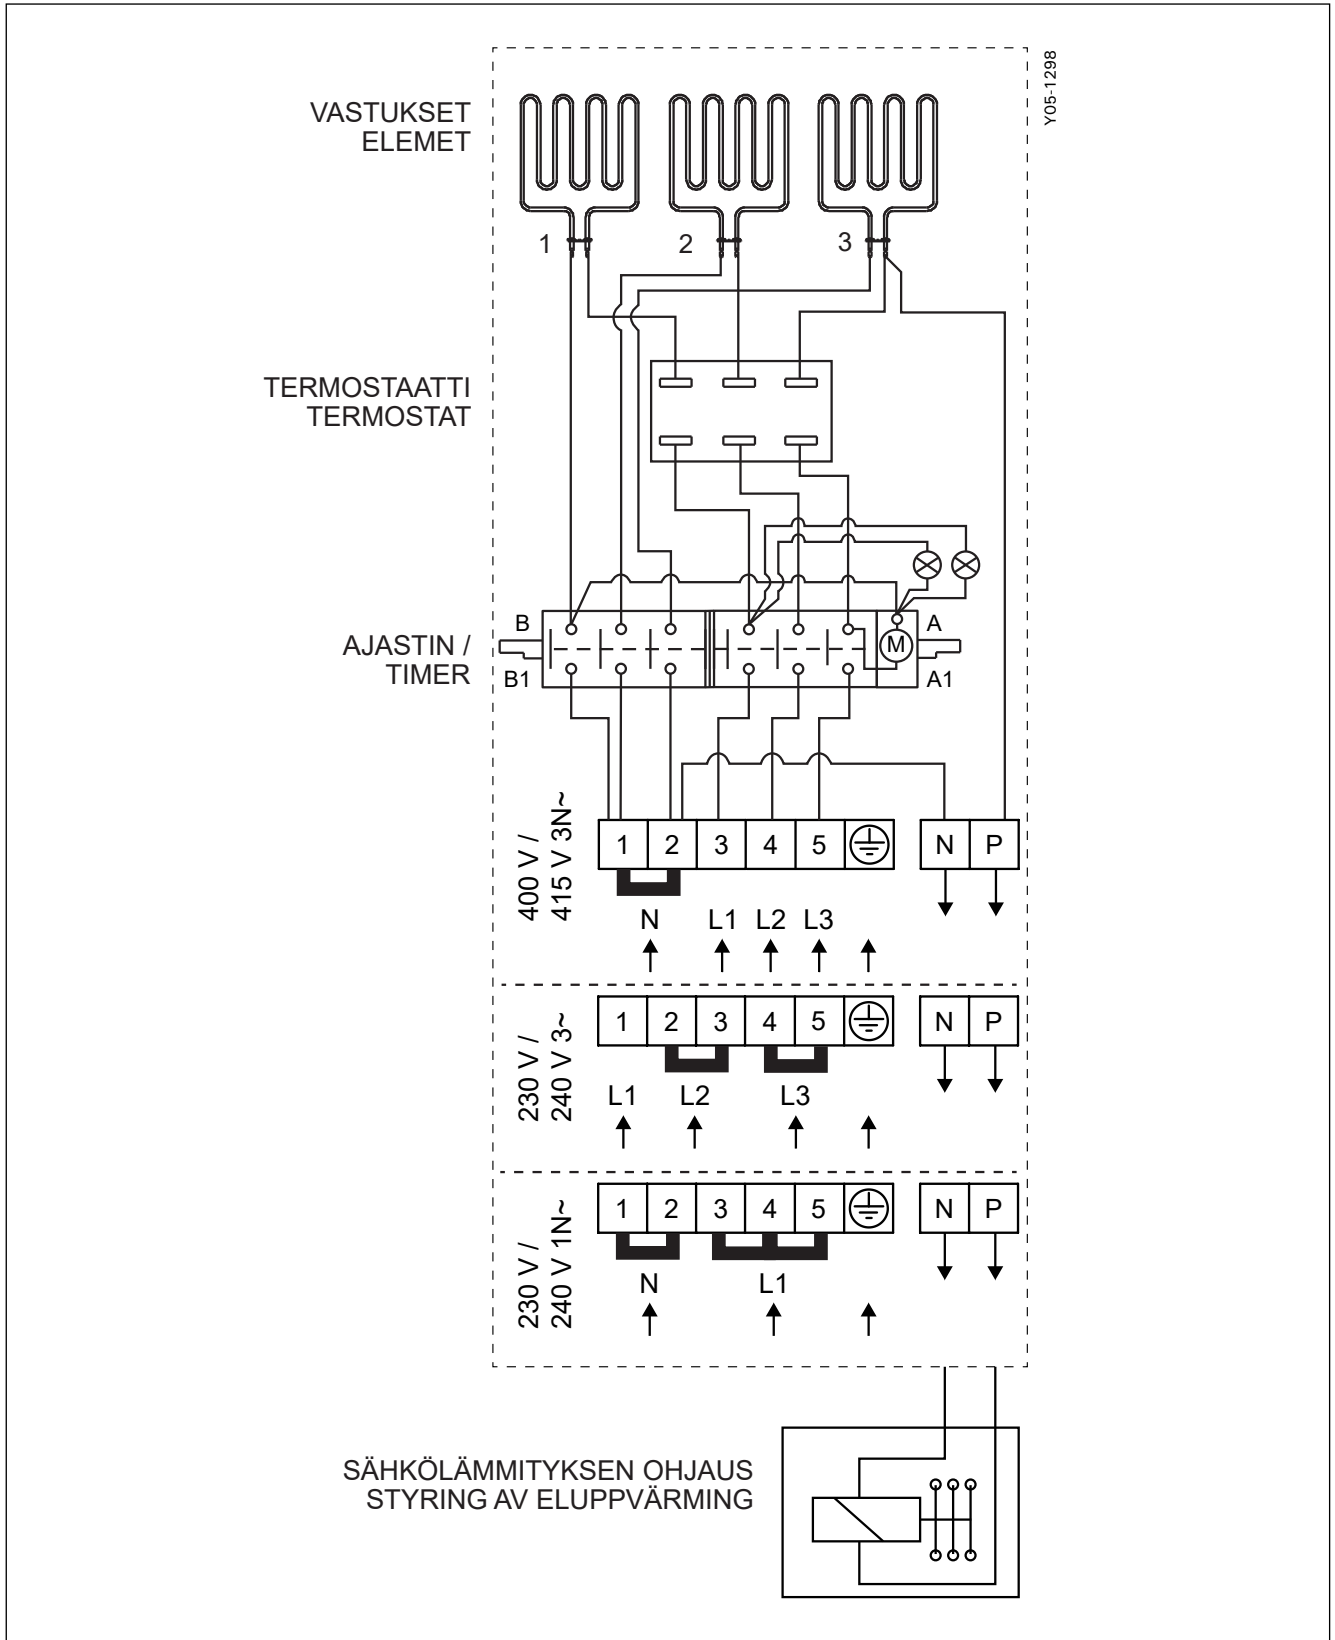 Y05-1298
VASTUKSET
ELEMET
1 2 3
TERMOSTAATTI
TERMOSTAT
AJASTIN /
TIMER
B A
M
B1 A1
400 V /
415 V 3N~
1 2 3 4 5 N P
N L1 L2 L3
230 V /
240 V 3~
1 2 3 4 5 N P
L1 L2 L3
230 V /
240 V 1N~
1 2 3 4 5 N P
N L1
SÄHKÖLÄMMITYKSEN OHJAUS
STYRING AV ELUPPVÄRMING